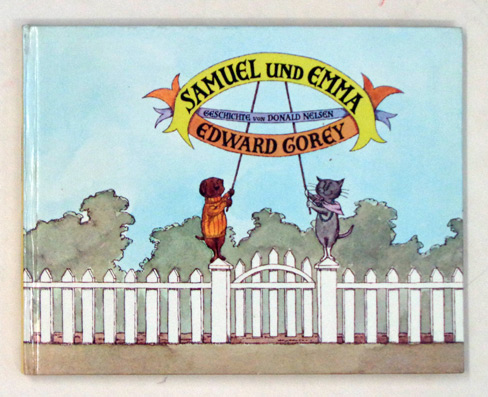 SAMUEL UND EMMA
GESCHICHTE VON DONALD NELSEN
EDWARD GOREY